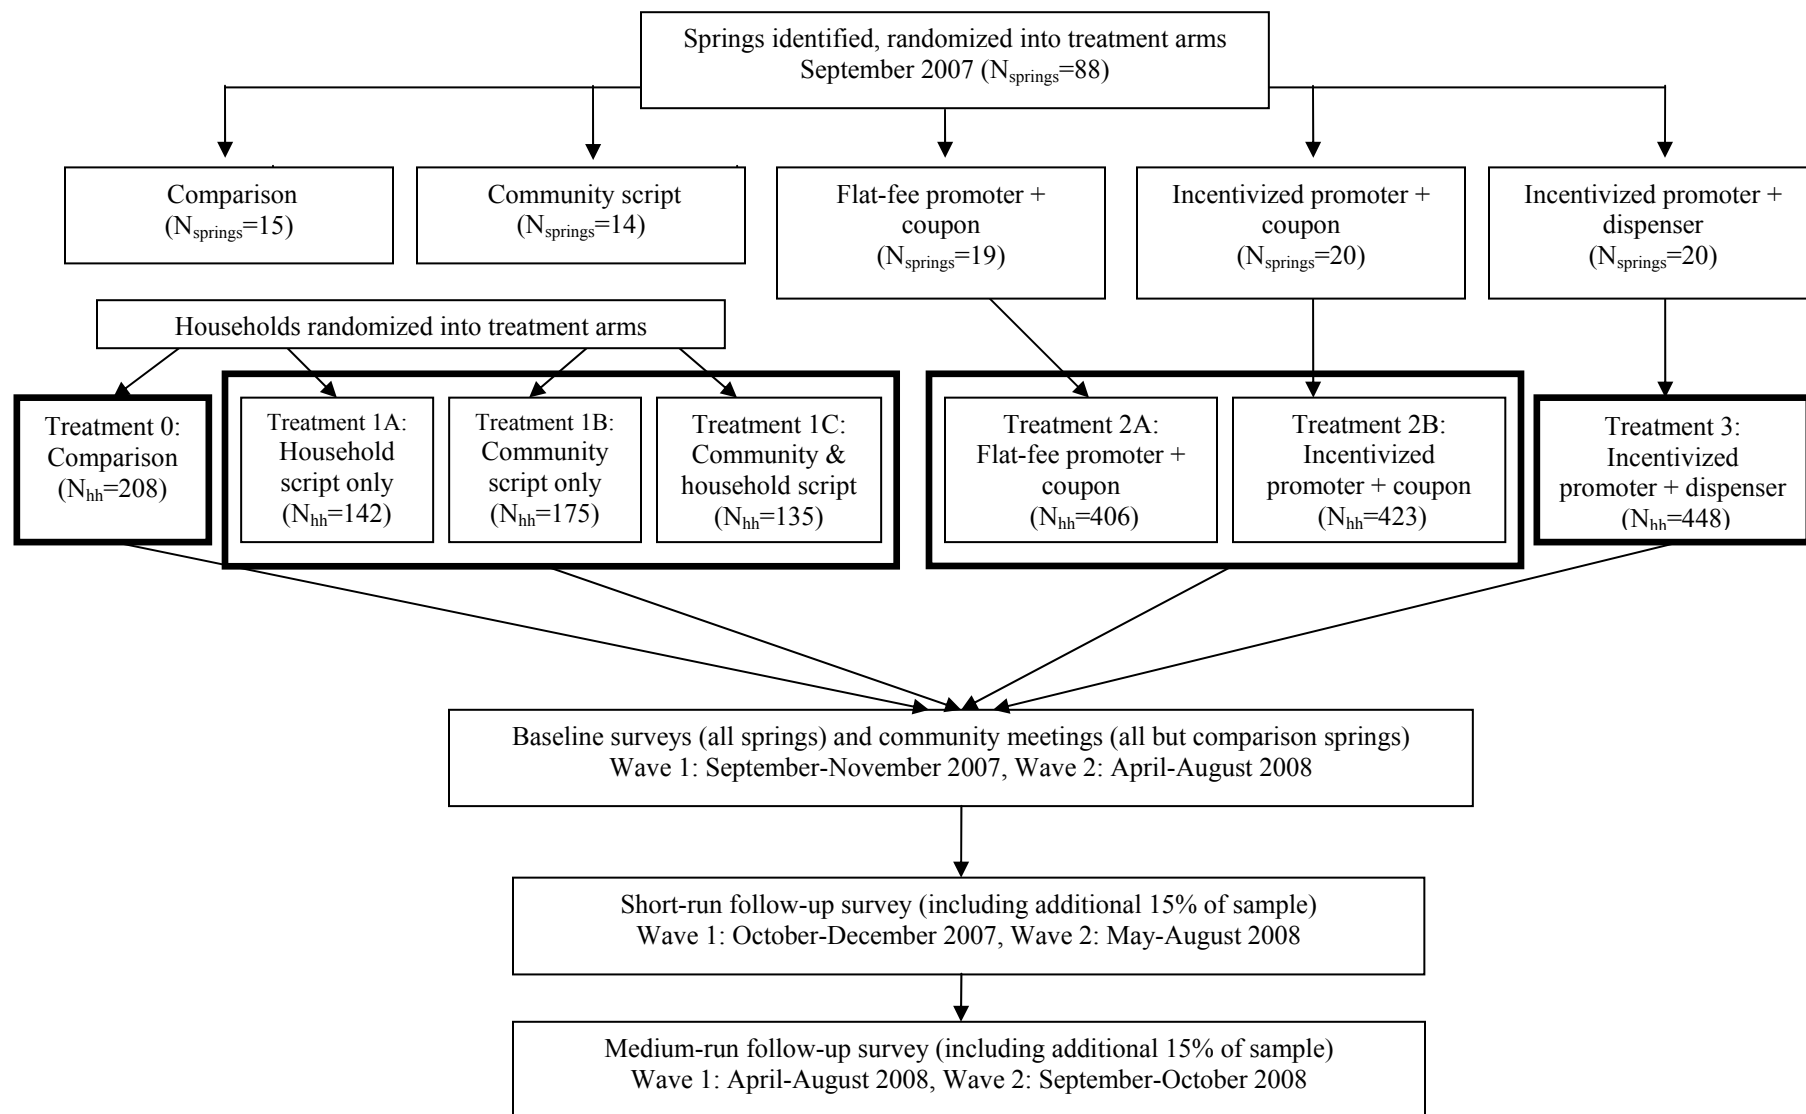 Springs identified, randomized into treatment arms
September 2007 (Nsprings=88)
Comparison
(Nsprings=15)
Community script
(Nsprings=14)
Flat-fee promoter +
coupon
(Nsprings=19)
Incentivized promoter +
coupon
(Nsprings=20)
Incentivized promoter +
dispenser
(Nsprings=20)
Households randomized into treatment arms
Treatment 0:
Comparison
(Nhh=208)
Treatment 1A:
Household
script only
(Nhh=142)
Treatment 1B:
Community
script only
(Nhh=175)
Treatment 1C:
Community &
household script
(Nhh=135)
Treatment 2A:
Flat-fee promoter +
coupon
(Nhh=406)
Treatment 2B:
Incentivized
promoter + coupon
(Nhh=423)
Treatment 3:
Incentivized
promoter + dispenser
(Nhh=448)
Baseline surveys (all springs) and community meetings (all but comparison springs)
Wave 1: September-November 2007, Wave 2: April-August 2008
Short-run follow-up survey (including additional 15% of sample)
Wave 1: October-December 2007, Wave 2: May-August 2008
Medium-run follow-up survey (including additional 15% of sample)
Wave 1: April-August 2008, Wave 2: September-October 2008